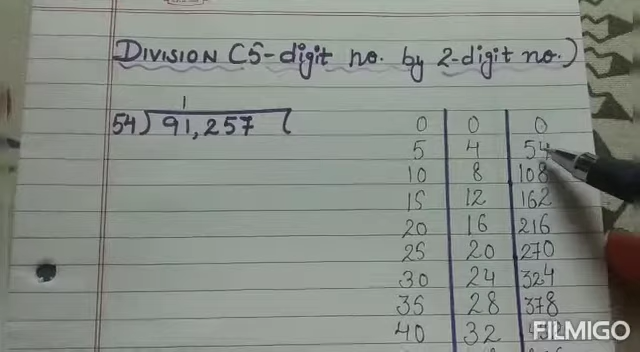 DIVISION (5-digit no. by 2-digit no.)
1
54) 91,257 (
0 0 0
5 4 54
10 8 108
15 12 162
20 16 216
25 20 270
30 24 324
35 28 378
40 32
FILMIGO